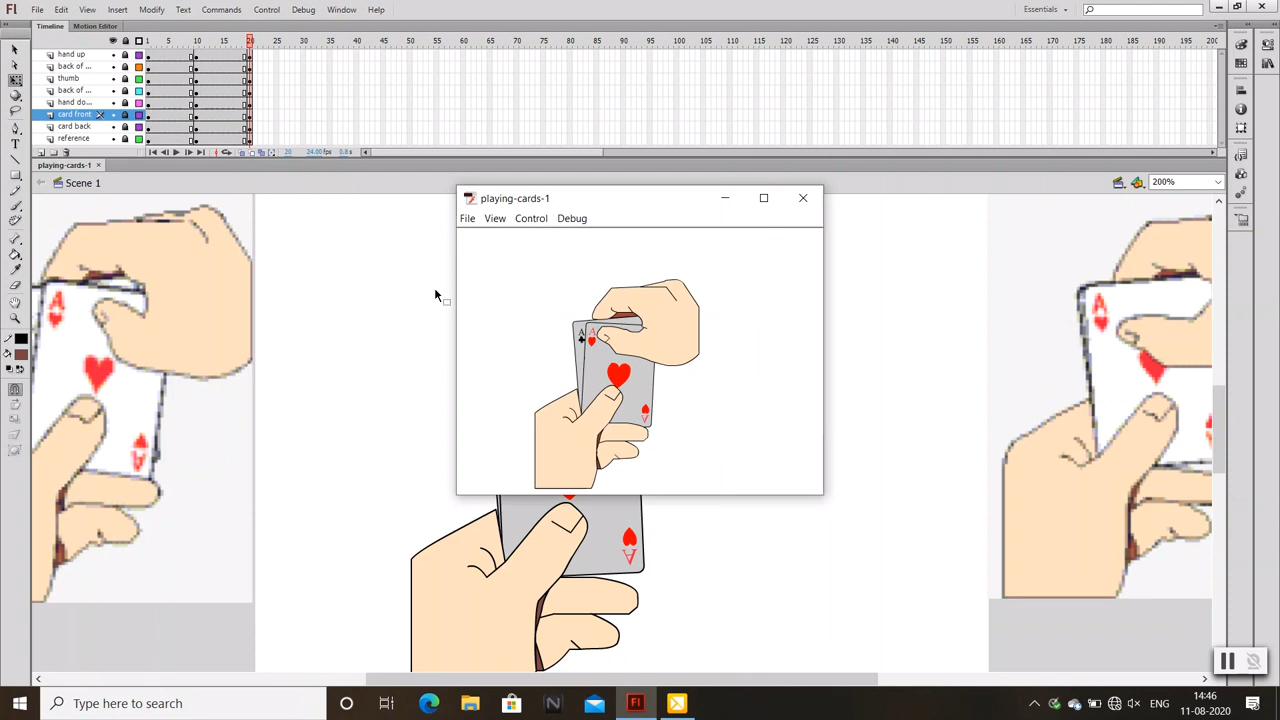 Fl File Edit View Insert Modify Text Commands Control Debug Window Help Essentials
Timeline Motion Editor
1 5 10 15 20 25 30 35 40 45 50 55 60 65 70 75 80 85 90 95 100 105 110 115 120 125 130 135 140 145 150 155 160 165 170 175 180 185 190 195 200
hand up
back of ...
thumb
back of ...
hand do...
card front
card back
reference
20 24.00 fps 0.8 s
playing-cards-1
Scene 1 200%
playing-cards-1
File View Control Debug
A A
A
A
A
A
A
Type here to search
Fl
N
ENG
14:46
11-08-2020